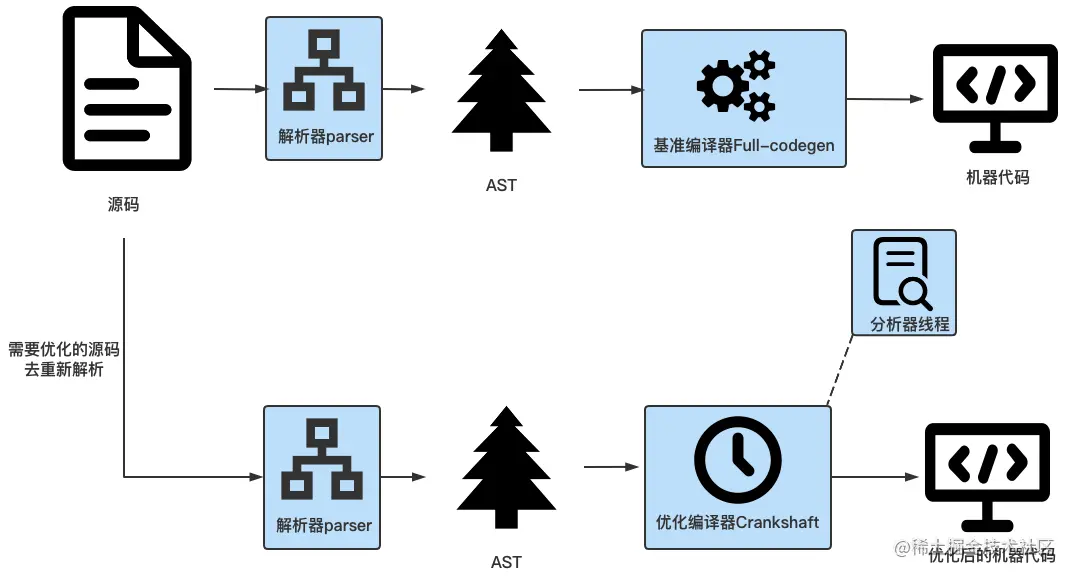 解析器parser
基准编译器Full-codegen
AST
机器代码
源码
分析器线程
需要优化的源码
去重新解析
解析器parser
优化编译器Crankshaft
AST
优化后的机器代码
@稀土掘金技术社区